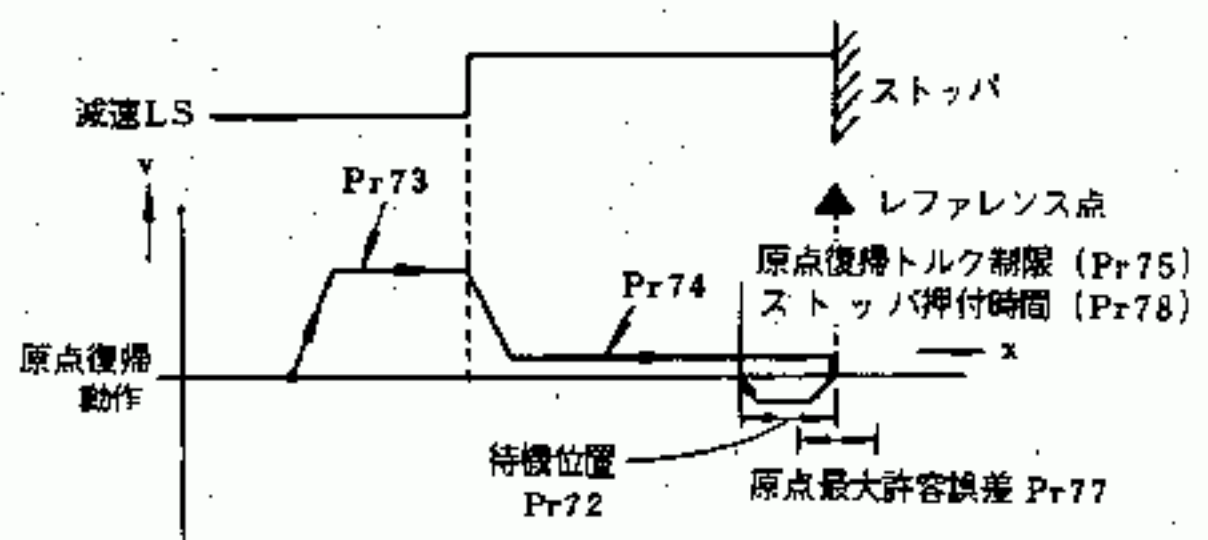 減速LS
ストッパ
v
Pr73
レファレンス点
原点復帰トルク制限 (Pr75)
ストッパ押付時間 (Pr78)
Pr74
x
原点復帰
動作
待機位置
Pr72
原点最大許容誤差 Pr77